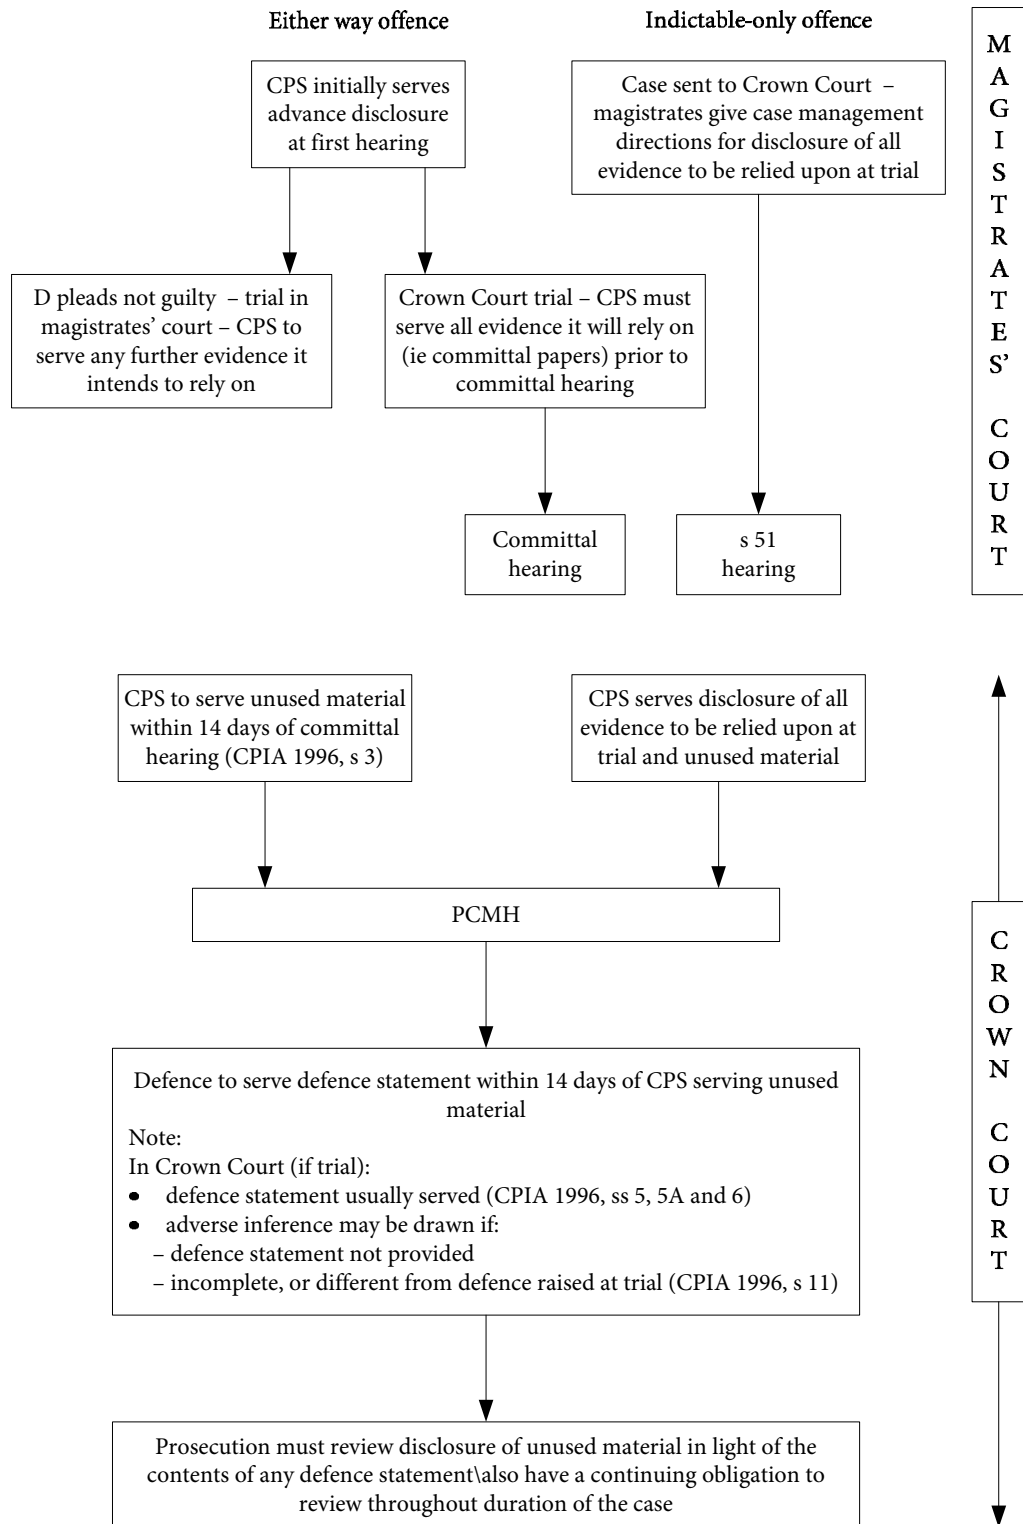 Either way offence
Indictable-only offence
CPS initially serves
advance disclosure
at first hearing
Case sent to Crown Court –
magistrates give case management
directions for disclosure of all
evidence to be relied upon at trial
D pleads not guilty – trial in
magistrates’ court – CPS to
serve any further evidence it
intends to rely on
Crown Court trial – CPS must
serve all evidence it will rely on
(ie committal papers) prior to
committal hearing
Committal
hearing
s 51
hearing
MAGISTRATES’ COURT
CPS to serve unused material
within 14 days of committal
hearing (CPIA 1996, s 3)
CPS serves disclosure of all
evidence to be relied upon at
trial and unused material
PCMH
Defence to serve defence statement within 14 days of CPS serving unused
material
Note:
In Crown Court (if trial):
• defence statement usually served (CPIA 1996, ss 5, 5A and 6)
• adverse inference may be drawn if:
– defence statement not provided
– incomplete, or different from defence raised at trial (CPIA 1996, s 11)
CROWN COURT
Prosecution must review disclosure of unused material in light of the
contents of any defence statement\also have a continuing obligation to
review throughout duration of the case